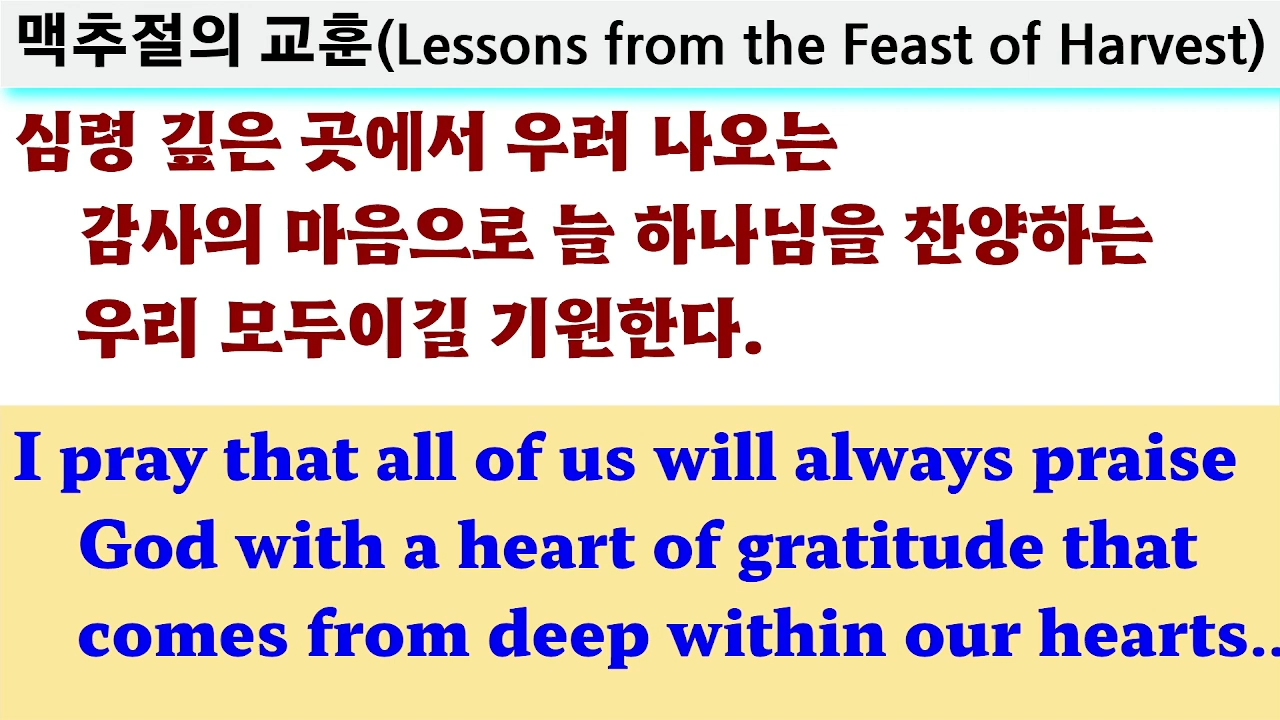 맥추절의 교훈(Lessons from the Feast of Harvest)
심령 깊은 곳에서 우러 나오는
감사의 마음으로 늘 하나님을 찬양하는
우리 모두이길 기원한다.
I pray that all of us will always praise
God with a heart of gratitude that
comes from deep within our hearts..